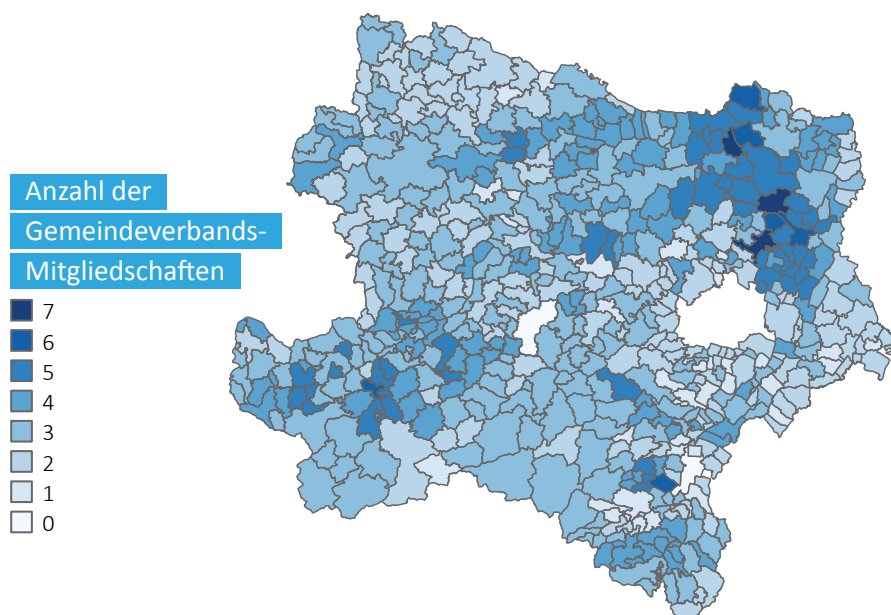 Anzahl der
Gemeindeverbands-
Mitgliedschaften
7
6
5
4
3
2
1
0